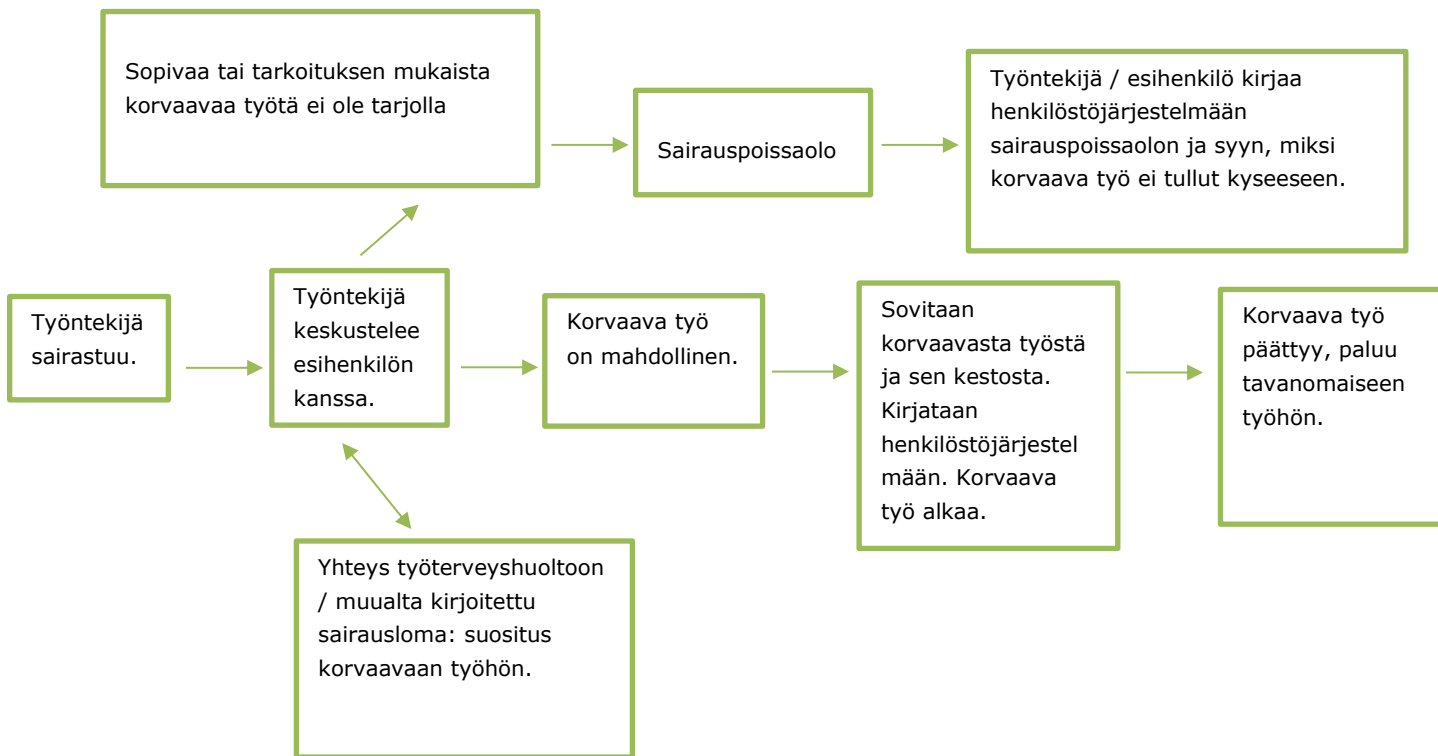 Sopivaa tai tarkoituksen mukaista
korvaavaa työtä ei ole tarjolla
Sairauspoissaolo
Työntekijä / esihenkilö kirjaa
henkilöstöjärjestelmään
sairauspoissaolon ja syyn, miksi
korvaava työ ei tullut kyseeseen.
Työntekijä
sairastuu.
Työntekijä
keskustelee
esihenkilön
kanssa.
Korvaava työ
on mahdollinen.
Sovitaan
korvaavasta työstä
ja sen kestosta.
Kirjataan
henkilöstöjärjestel
mään. Korvaava
työ alkaa.
Korvaava työ
päättyy, paluu
tavanomaiseen
työhön.
Yhteys työterveyshuoltoon
/ muualta kirjoitettu
sairausloma: suositus
korvaavaan työhön.